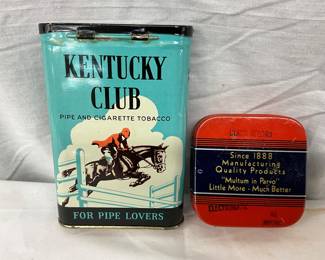 KENTUCKY
CLUB
PIPE AND CIGARETTE TOBACCO
FOR PIPE LOVERS
Since 1888
Manufacturing
Quality Products
"Multum in Parvo"
Little More - Much Better